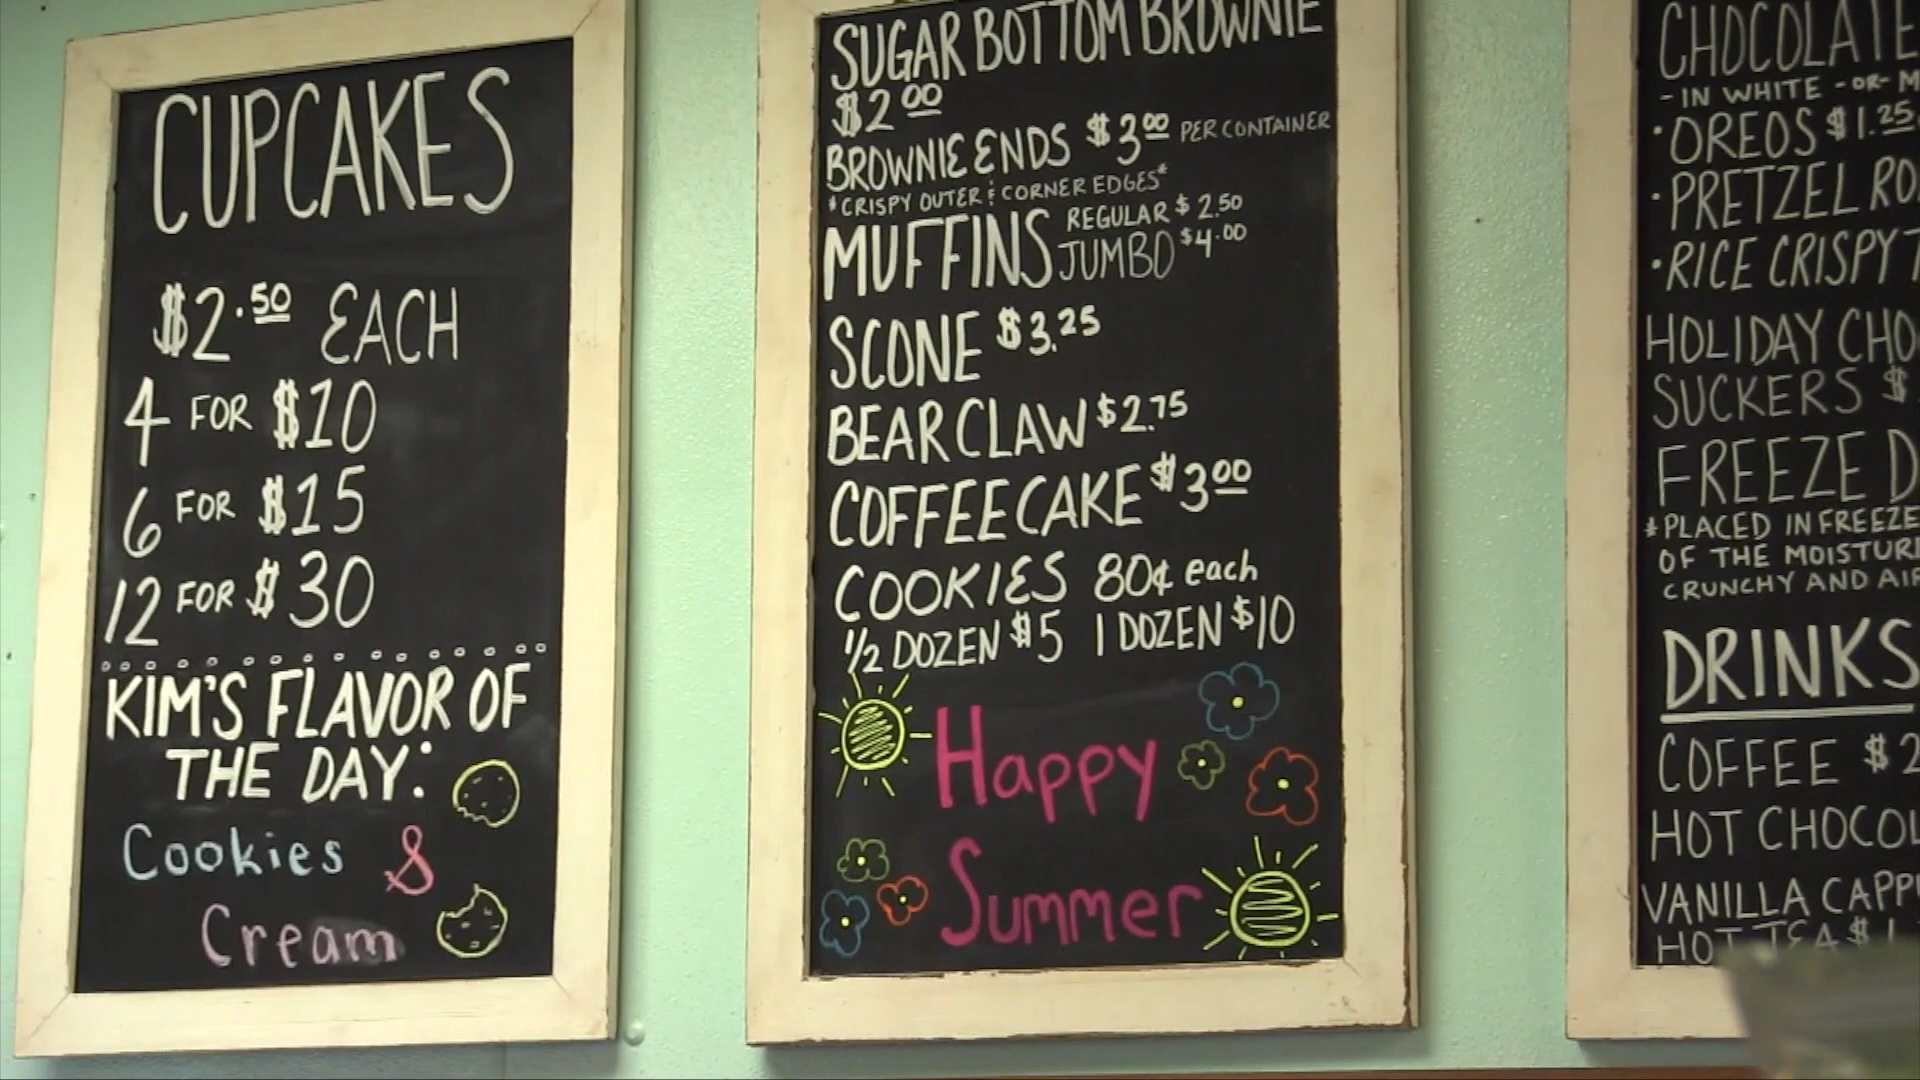 CUPCAKES
$2.50 EACH
4 FOR $10
6 FOR $15
12 FOR $30
KIM'S FLAVOR OF
THE DAY:
Cookies &
Cream
SUGAR BOTTOM BROWNIE
$2.00
BROWNIE ENDS $3.00 PER CONTAINER
*CRISPY OUTER & CORNER EDGES*
MUFFINS REGULAR $2.50
JUMBO $4.00
SCONE $3.25
BEAR CLAW $2.75
COFFEE CAKE $3.00
COOKIES 80¢ each
1/2 DOZEN $5 1 DOZEN $10
Happy
Summer
CHOCOLATE
- IN WHITE -OR- M
• OREOS $1.25
• PRETZEL RO
• RICE CRISPY T
HOLIDAY CHO
SUCKERS $
FREEZE D
*PLACED IN FREEZE
OF THE MOISTUR
CRUNCHY AND AIR
DRINKS
COFFEE $2
HOT CHOCOL
VANILLA CAPP
HOT TEA $1